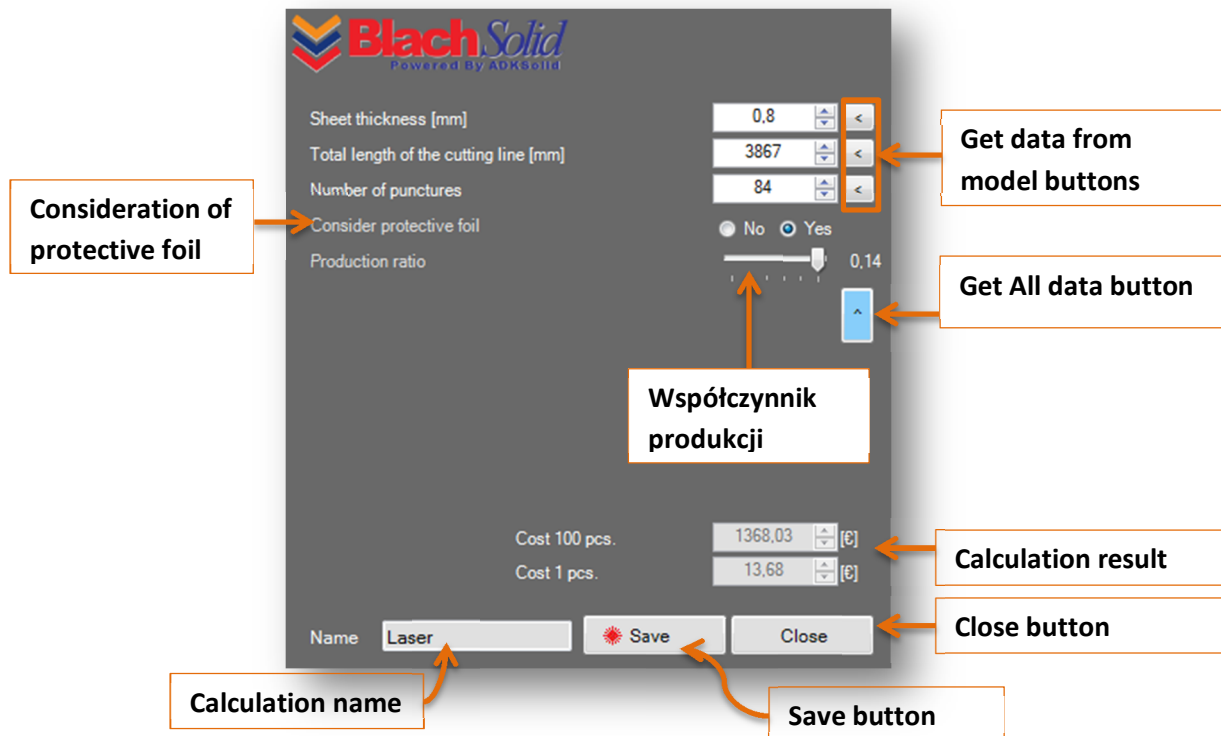 BlachSolid
Powered By ADKSolid
Sheet thickness [mm] 0,8 <
Total length of the cutting line [mm] 3867 <
Number of punctures 84 <
Consider protective foil No Yes
Production ratio 0,14
^
Get data from
model buttons
Consideration of
protective foil
Get All data button
Współczynnik
produkcji
Cost 100 pcs. 1368,03 [€]
Cost 1 pcs. 13,68 [€]
Calculation result
Name Laser Save Close
Close button
Calculation name
Save button